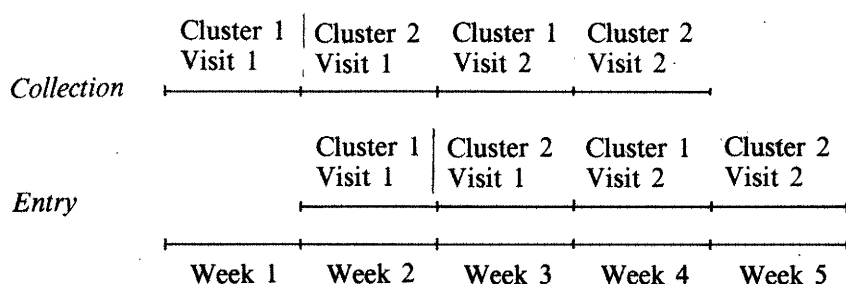 Cluster 1 Cluster 2 Cluster 1 Cluster 2
Visit 1 Visit 1 Visit 2 Visit 2
Collection
Cluster 1 Cluster 2 Cluster 1 Cluster 2
Visit 1 Visit 1 Visit 2 Visit 2
Entry
Week 1 Week 2 Week 3 Week 4 Week 5